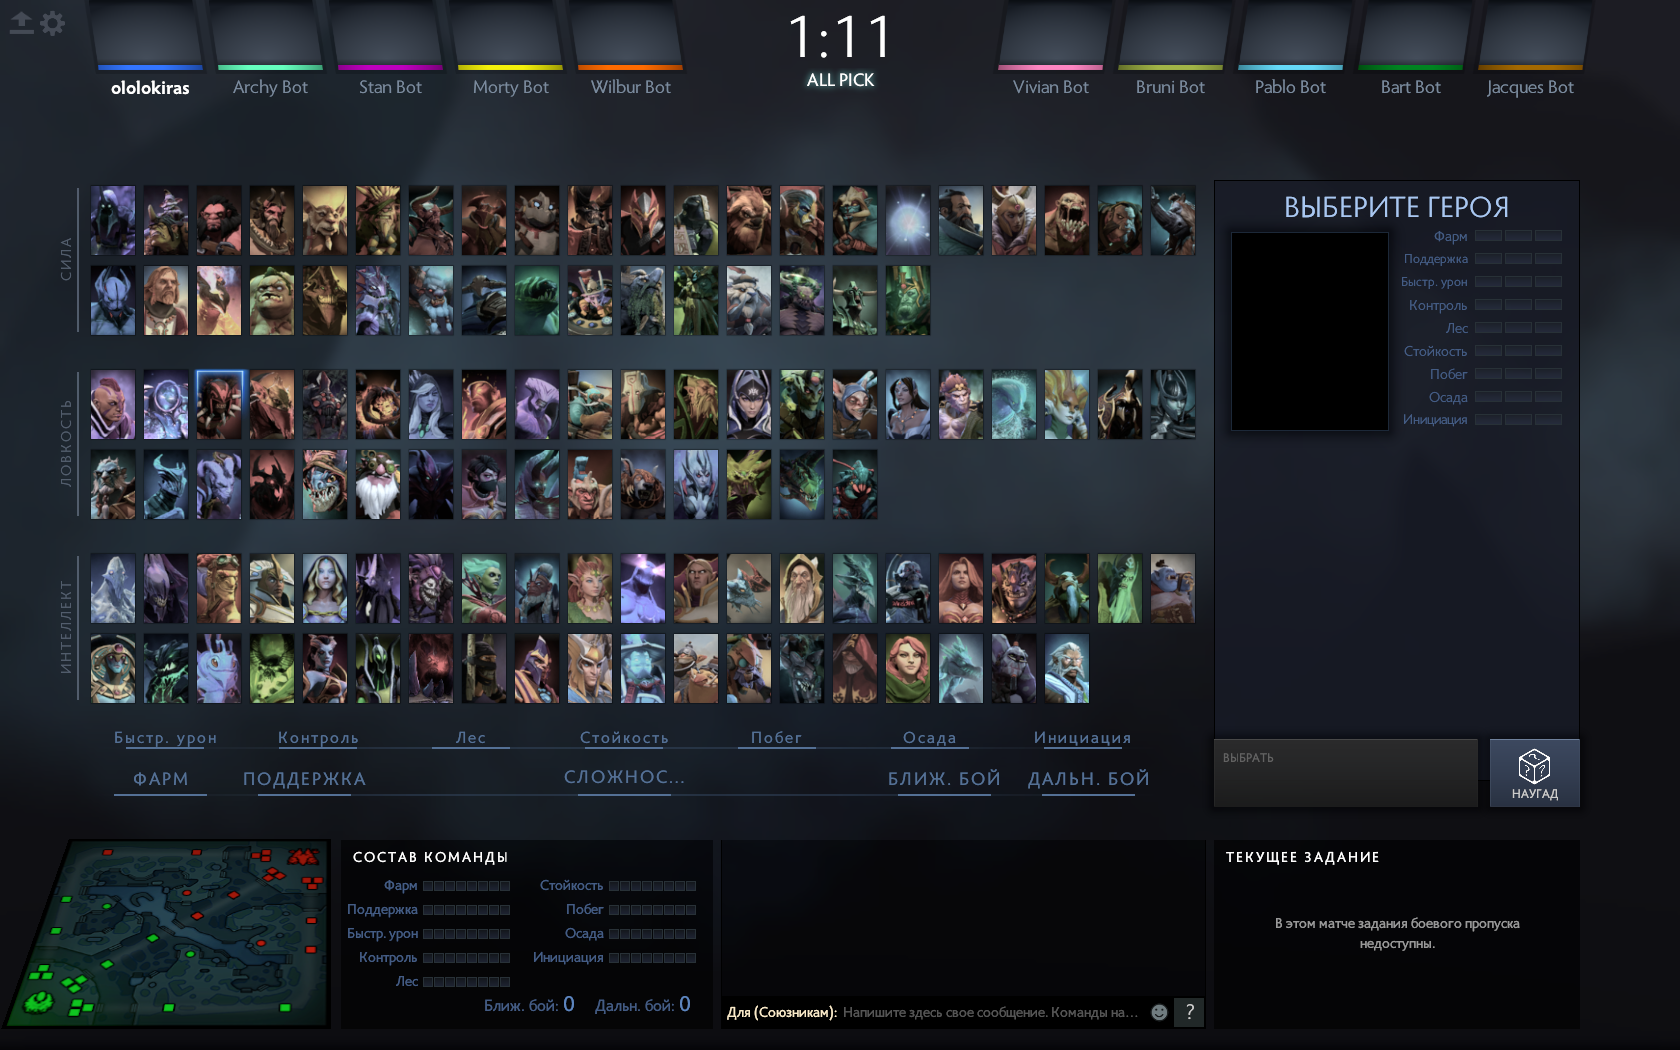 1:11
ALL PICK
ololokiras
Archy Bot
Stan Bot
Morty Bot
Wilbur Bot
Vivian Bot
Bruni Bot
Pablo Bot
Bart Bot
Jacques Bot
СИЛА
ЛОВКОСТЬ
ИНТЕЛЛЕКТ
ВЫБЕРИТЕ ГЕРОЯ
Фарм
Поддержка
Быстр. урон
Контроль
Лес
Стойкость
Побег
Осада
Инициация
Быстр. урон
Контроль
Лес
Стойкость
Побег
Осада
Инициация
ФАРМ
ПОДДЕРЖКА
СЛОЖНОС...
БЛИЖ. БОЙ
ДАЛЬН. БОЙ
ВЫБРАТЬ
НАУГАД
СОСТАВ КОМАНДЫ
Фарм
Стойкость
Поддержка
Побег
Быстр. урон
Осада
Контроль
Инициация
Лес
Ближ. бой: 0
Дальн. бой: 0
Для (Союзникам): Напишите здесь свое сообщение. Команды на...
?
ТЕКУЩЕЕ ЗАДАНИЕ
В этом матче задания боевого пропуска
недоступны.